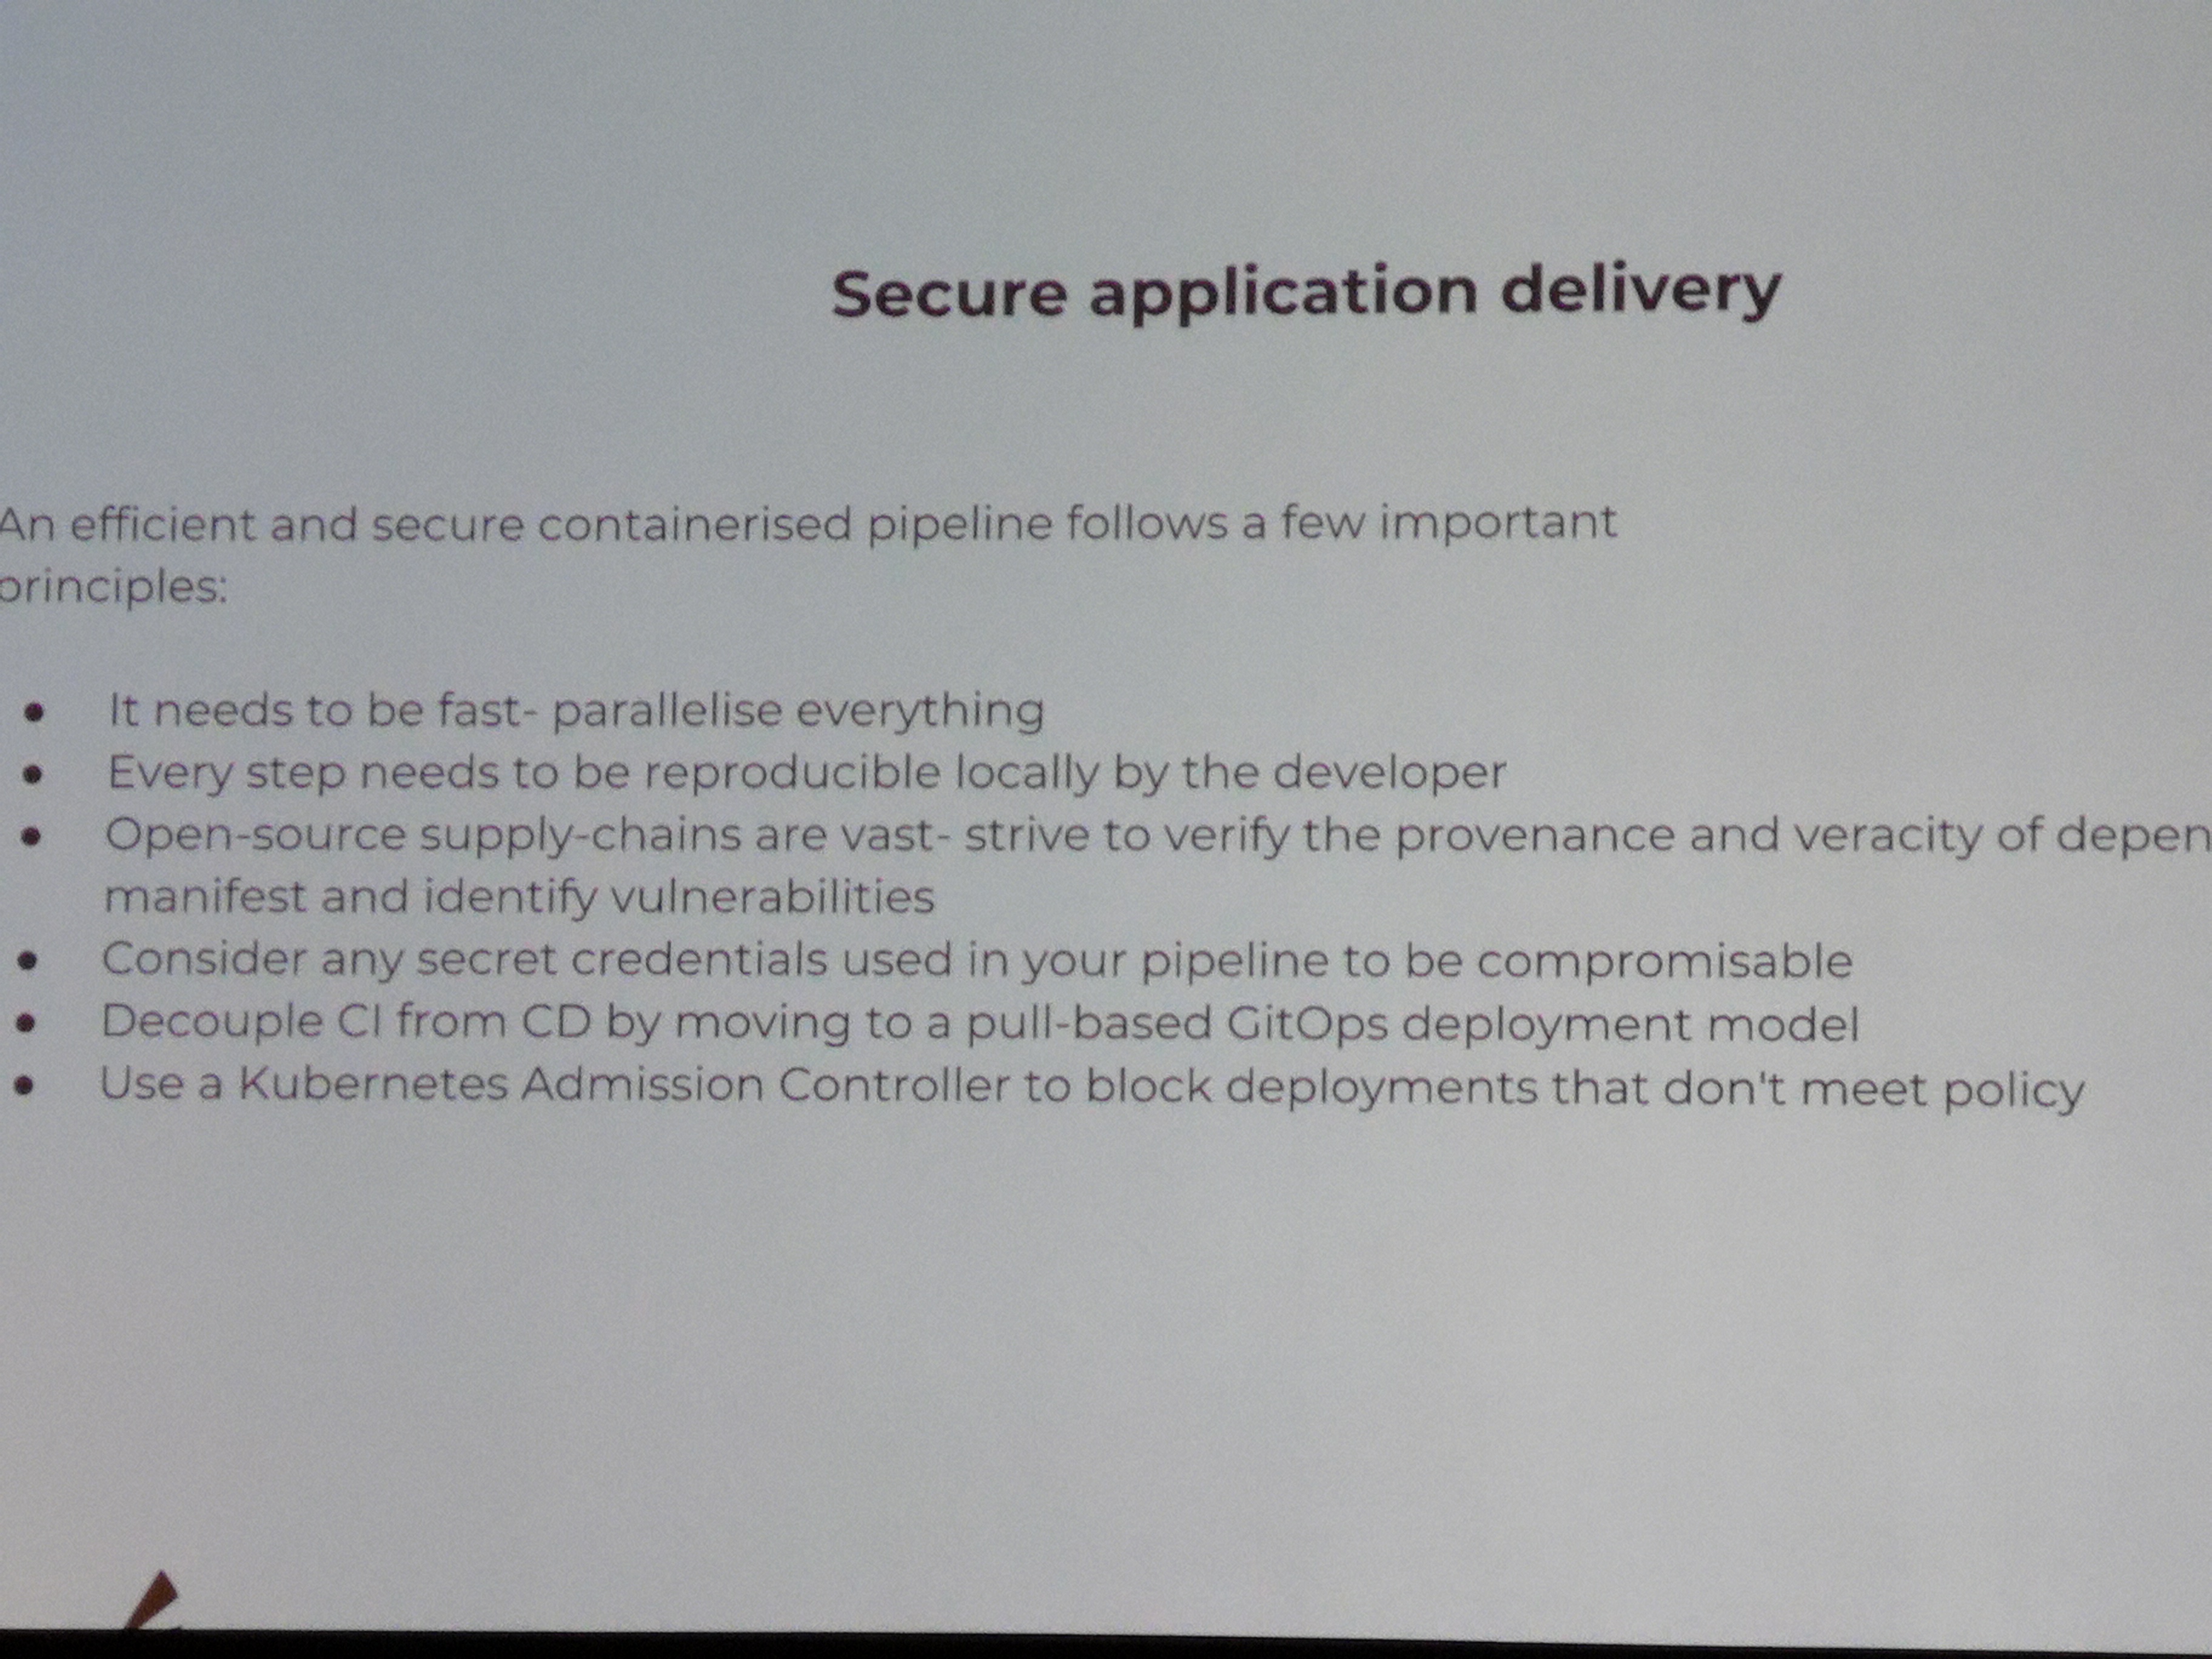 Secure application delivery
An efficient and secure containerised pipeline follows a few important
principles:
• It needs to be fast- parallelise everything
• Every step needs to be reproducible locally by the developer
• Open-source supply-chains are vast- strive to verify the provenance and veracity of depen
manifest and identify vulnerabilities
• Consider any secret credentials used in your pipeline to be compromisable
• Decouple CI from CD by moving to a pull-based GitOps deployment model
• Use a Kubernetes Admission Controller to block deployments that don't meet policy